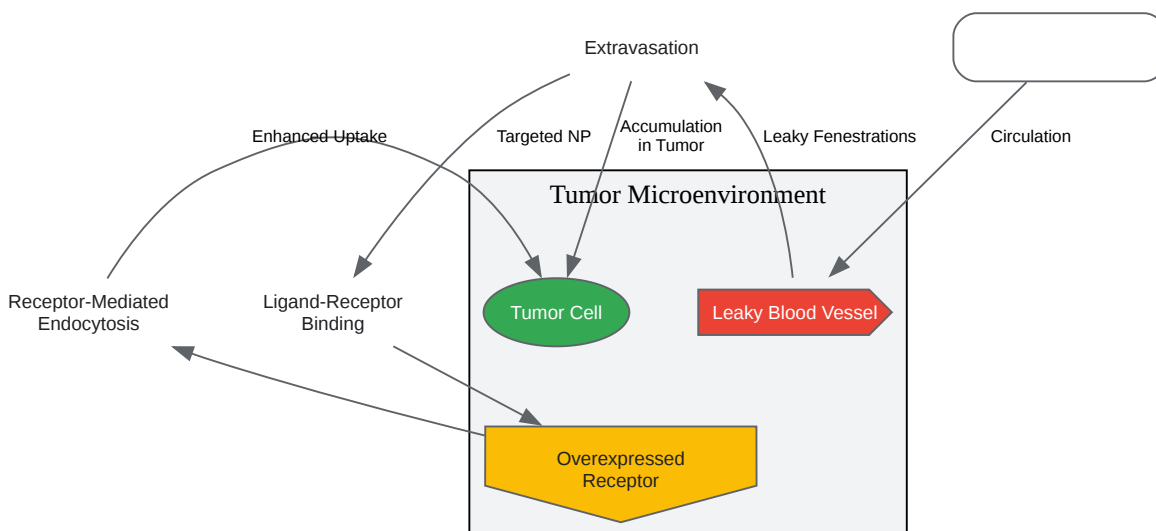 Extravasation
Enhanced Uptake
Targeted NP
Accumulation
in Tumor
Leaky Fenestrations
Circulation
Tumor Microenvironment
Receptor-Mediated
Endocytosis
Ligand-Receptor
Binding
Tumor Cell
Leaky Blood Vessel
Overexpressed
Receptor